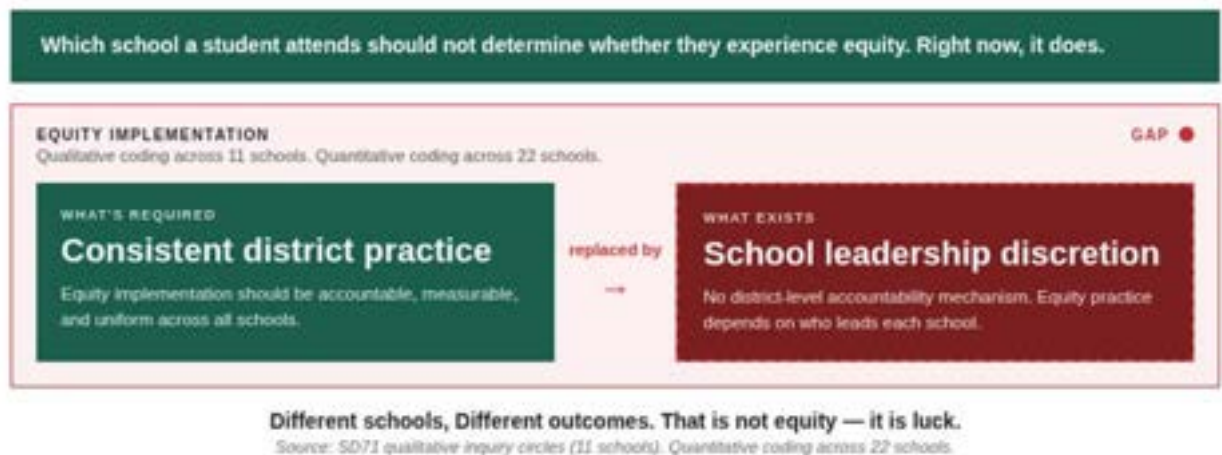 Which school a student attends should not determine whether they experience equity. Right now, it does.
EQUITY IMPLEMENTATION
GAP
Qualitative coding across 11 schools. Quantitative coding across 22 schools.
WHAT'S REQUIRED
Consistent district practice
Equity implementation should be accountable, measurable,
and uniform across all schools.
replaced by
→
WHAT EXISTS
School leadership discretion
No district-level accountability mechanism. Equity practice
depends on who leads each school.
Different schools, Different outcomes. That is not equity — it is luck.
Source: SD71 qualitative inquiry circles (11 schools). Quantitative coding across 22 schools.